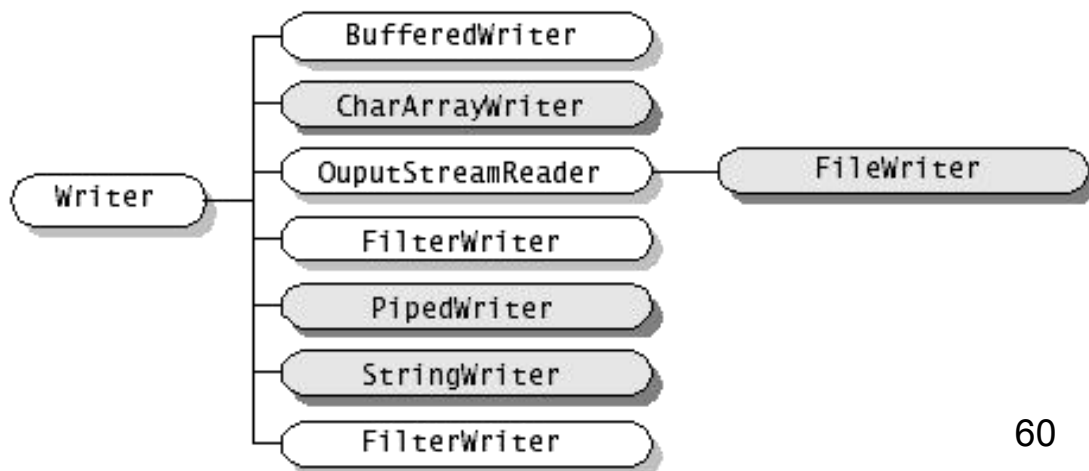 BufferedWriter
CharArrayWriter
OuputStreamReader
FileWriter
Writer
FilterWriter
PipedWriter
StringWriter
FilterWriter
60